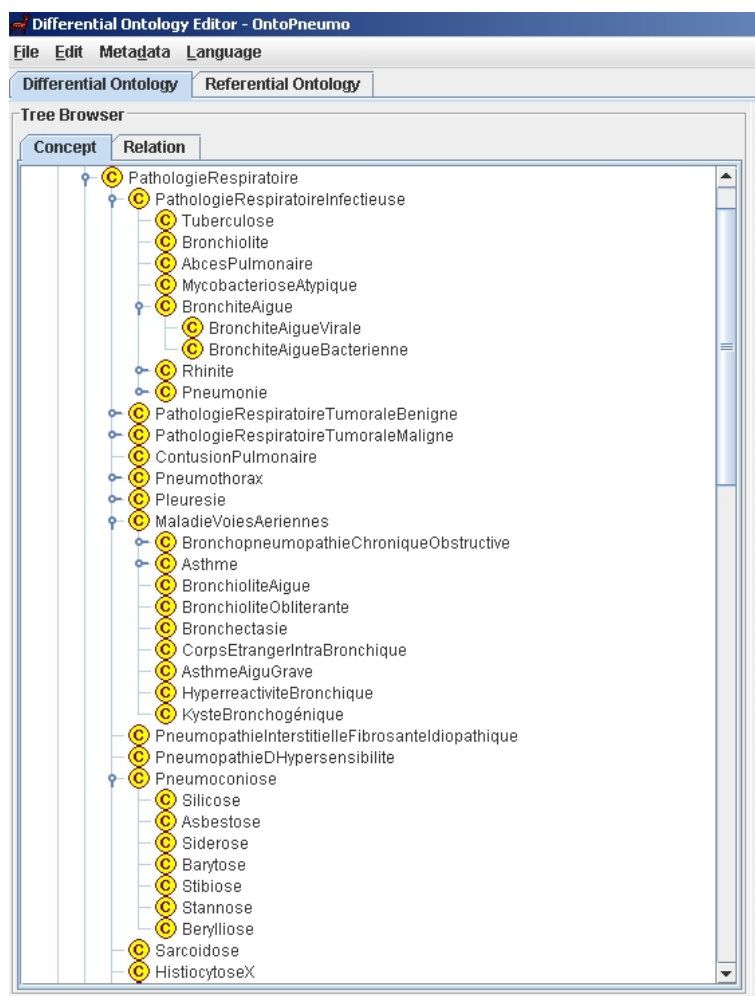 Differential Ontology Editor - OntoPneumo
File Edit Metadata Language
Differential Ontology Referential Ontology
Tree Browser
Concept Relation
C PathologieRespiratoire
C PathologieRespiratoireInfectieuse
C Tuberculose
C Bronchiolite
C AbcesPulmonaire
C MycobacterioseAtypique
C BronchiteAigue
C BronchiteAigueVirale
C BronchiteAigueBacterienne
C Rhinite
C Pneumonie
C PathologieRespiratoireTumoraleBenigne
C PathologieRespiratoireTumoraleMaligne
C ContusionPulmonaire
C Pneumothorax
C Pleuresie
C MaladieVoiesAeriennes
C BronchopneumopathieChroniqueObstructive
C Asthme
C BronchioliteAigue
C BronchioliteObliterante
C Bronchectasie
C CorpsEtrangerIntraBronchique
C AsthmeAiguGrave
C HyperreactiviteBronchique
C KysteBronchogénique
C PneumopathieInterstitielleFibrosanteIdiopathique
C PneumopathieDHypersensibilite
C Pneumoconiose
C Silicose
C Asbestose
C Siderose
C Barytose
C Stibiose
C Stannose
C Berylliose
C Sarcoidose
C HistiocytoseX